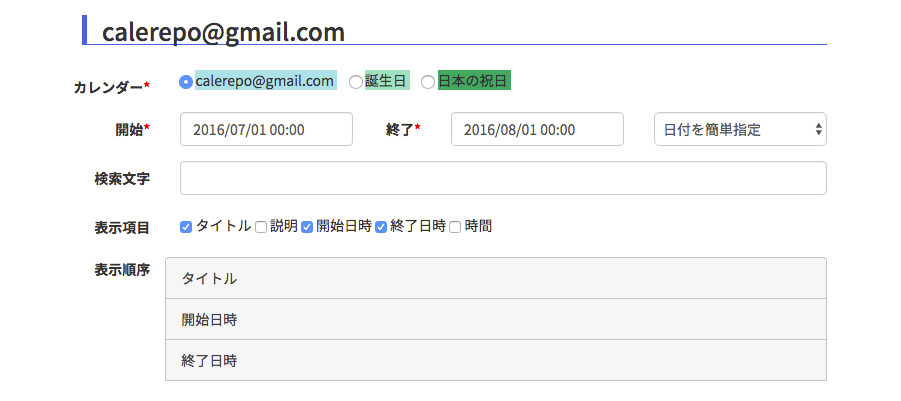 calerepo@gmail.com
カレンダー* calerepo@gmail.com 誕生日 日本の祝日
開始* 2016/07/01 00:00 終了* 2016/08/01 00:00 日付を簡単指定
検索文字
表示項目 タイトル 説明 開始日時 終了日時 時間
表示順序 タイトル
開始日時
終了日時